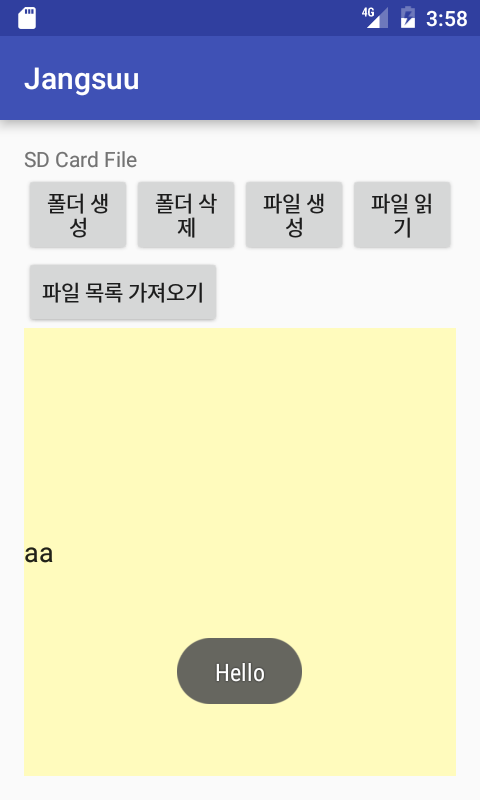 4G 3:58
Jangsuu
SD Card File
폴더 생 폴더 삭 파일 생 파일 읽
성 제 성 기
파일 목록 가져오기
aa
Hello